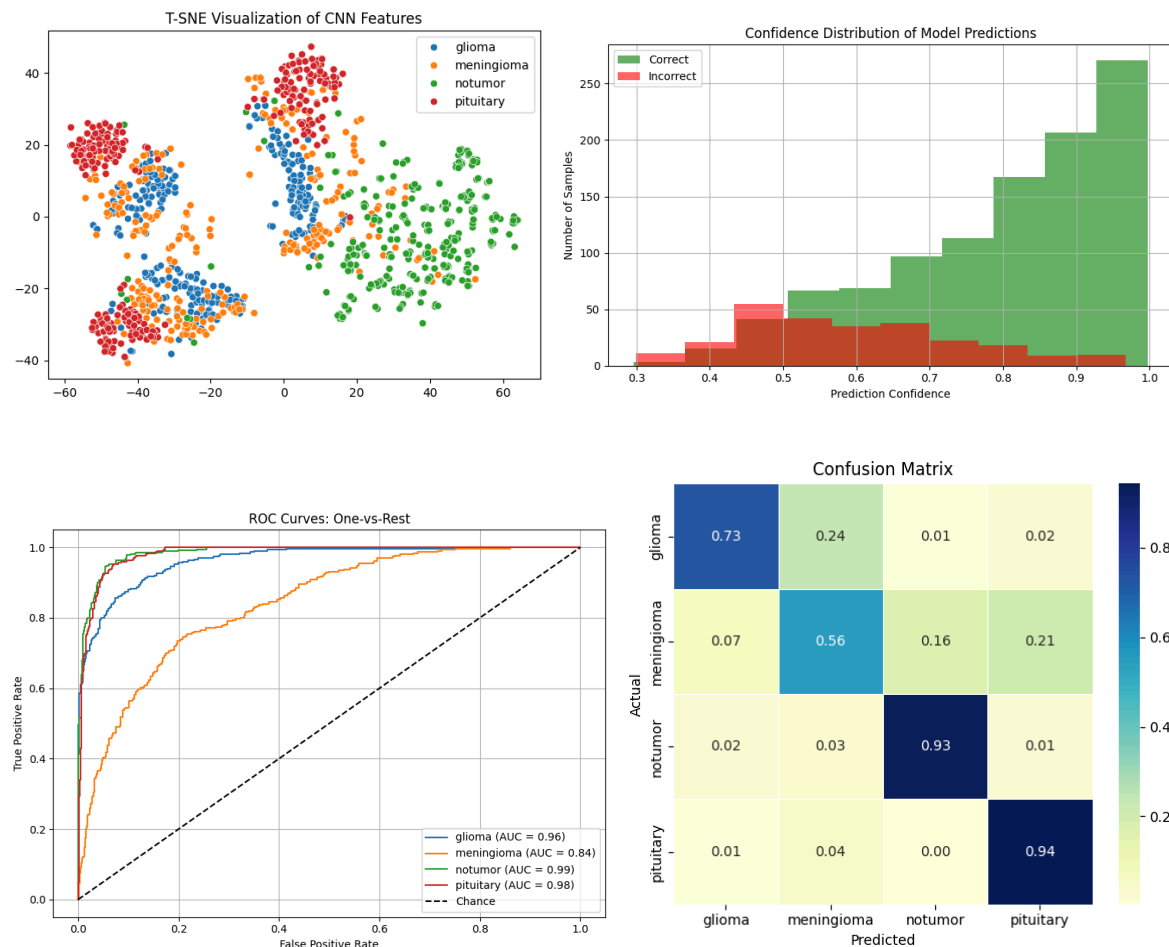 T-SNE Visualization of CNN Features
glioma
meningioma
notumor
pituitary
40
20
0
−20
−40
−60 −40 −20 0 20 40 60
Confidence Distribution of Model Predictions
Correct
Incorrect
Number of Samples
250
200
150
100
50
0
0.3 0.4 0.5 0.6 0.7 0.8 0.9 1.0
Prediction Confidence
ROC Curves: One-vs-Rest
True Positive Rate
1.0
0.8
0.6
0.4
0.2
0.0
glioma (AUC = 0.96)
meningioma (AUC = 0.84)
notumor (AUC = 0.99)
pituitary (AUC = 0.98)
Chance
0.0 0.2 0.4 0.6 0.8 1.0
False Positive Rate
Confusion Matrix
Actual
glioma 0.73 0.24 0.01 0.02
meningioma 0.07 0.56 0.16 0.21
notumor 0.02 0.03 0.93 0.01
pituitary 0.01 0.04 0.00 0.94
glioma meningioma notumor pituitary
Predicted
0.8
0.6
0.4
0.2